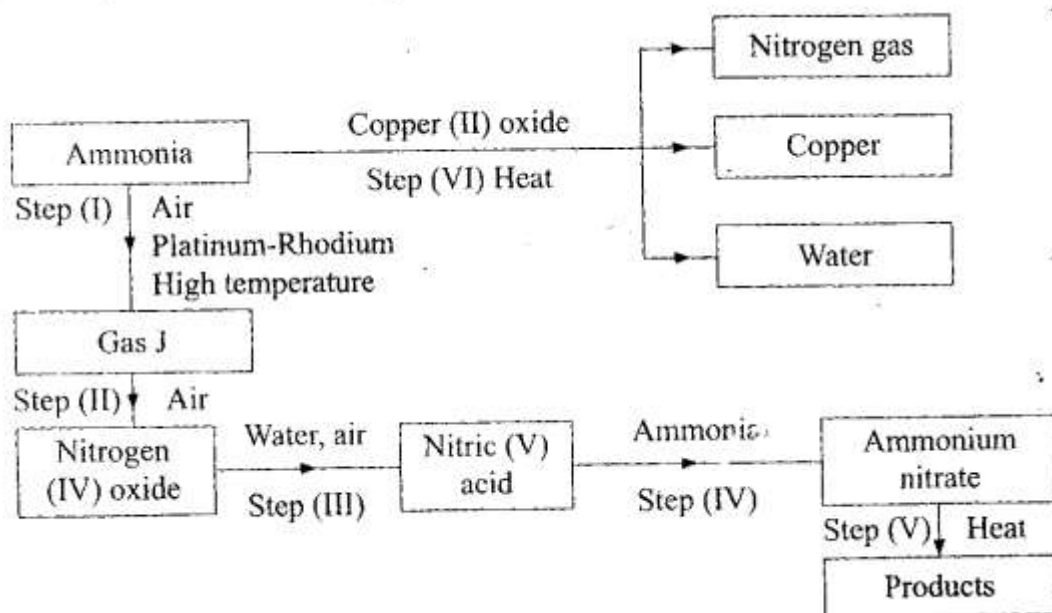 Nitrogen gas
Copper (II) oxide
Ammonia
Copper
Step (VI) Heat
Step (I) Air
Platinum-Rhodium
High temperature
Water
Gas J
Step (II) Air
Nitrogen
(IV) oxide
Water, air
Step (III)
Nitric (V)
acid
Ammonia
Step (IV)
Ammonium
nitrate
Step (V) Heat
Products